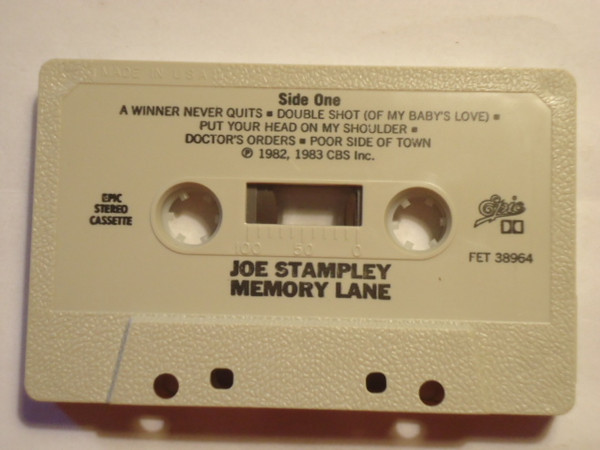 MADE IN U.S.A.
Side One
A WINNER NEVER QUITS ■ DOUBLE SHOT (OF MY BABY'S LOVE) ■
PUT YOUR HEAD ON MY SHOULDER ■
DOCTOR'S ORDERS ■ POOR SIDE OF TOWN
℗ 1982, 1983 CBS Inc.
EPIC
STEREO
CASSETTE
Epic
FET 38964
100 50 0
JOE STAMPLEY
MEMORY LANE